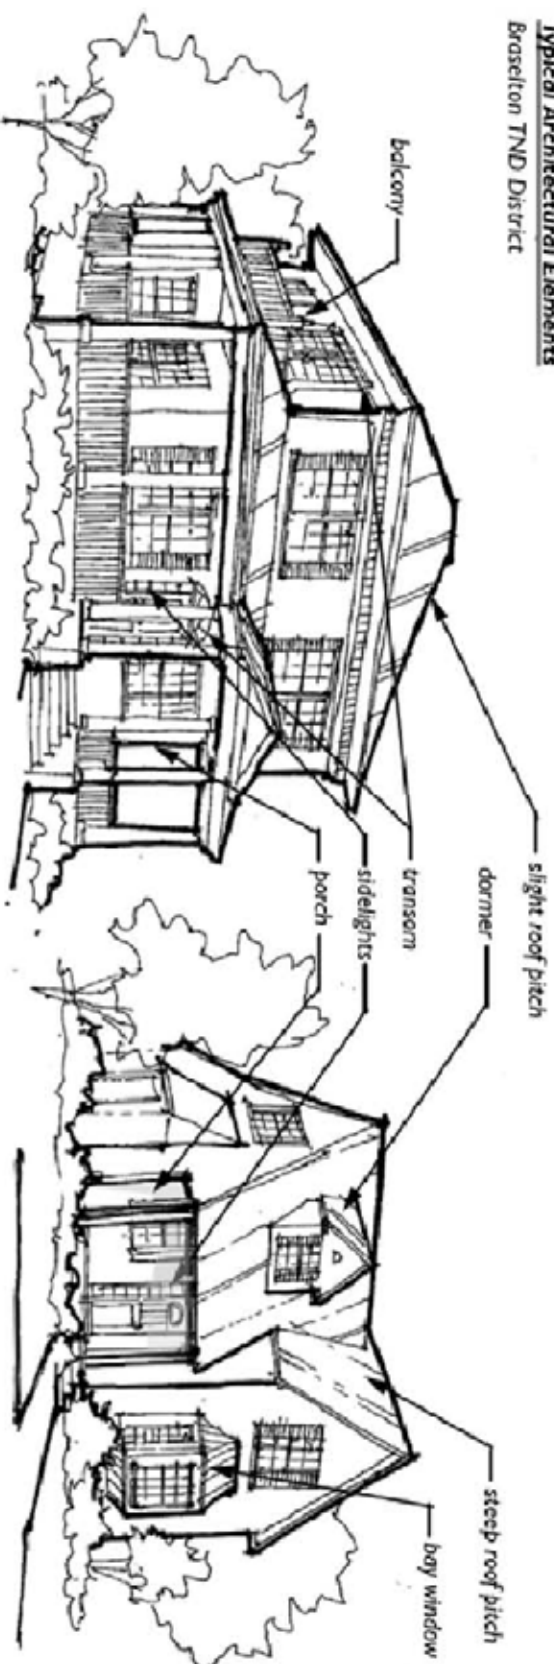 Typical Architectural Elements
Braselton TND District
slight roof pitch
steep roof pitch
balcony
transom
dormer
sidelights
bay window
porch